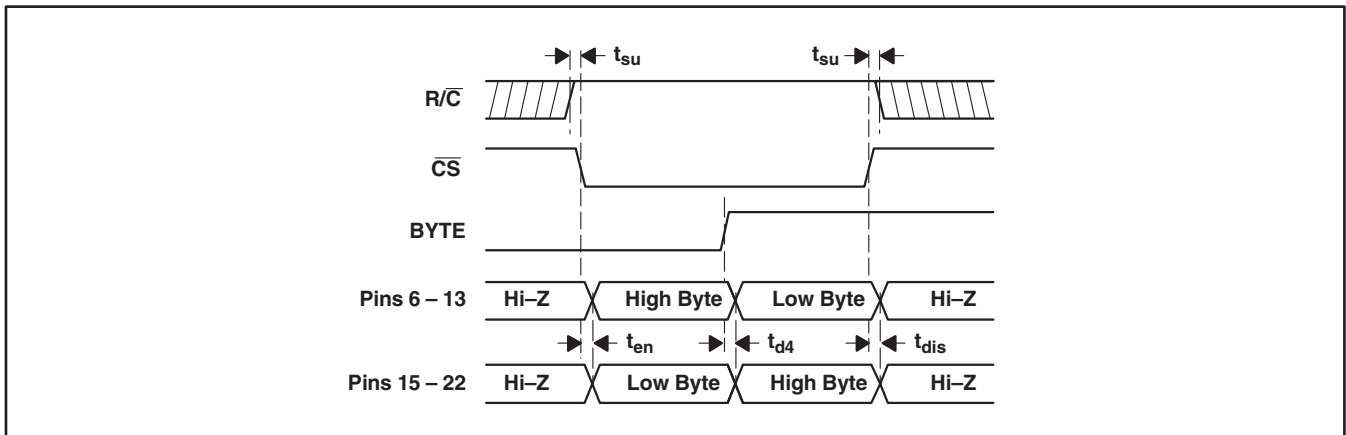 tsu tsu
R/C̅
C̅S̅
BYTE
Pins 6 – 13 Hi–Z High Byte Low Byte Hi–Z
ten td4 tdis
Pins 15 – 22 Hi–Z Low Byte High Byte Hi–Z